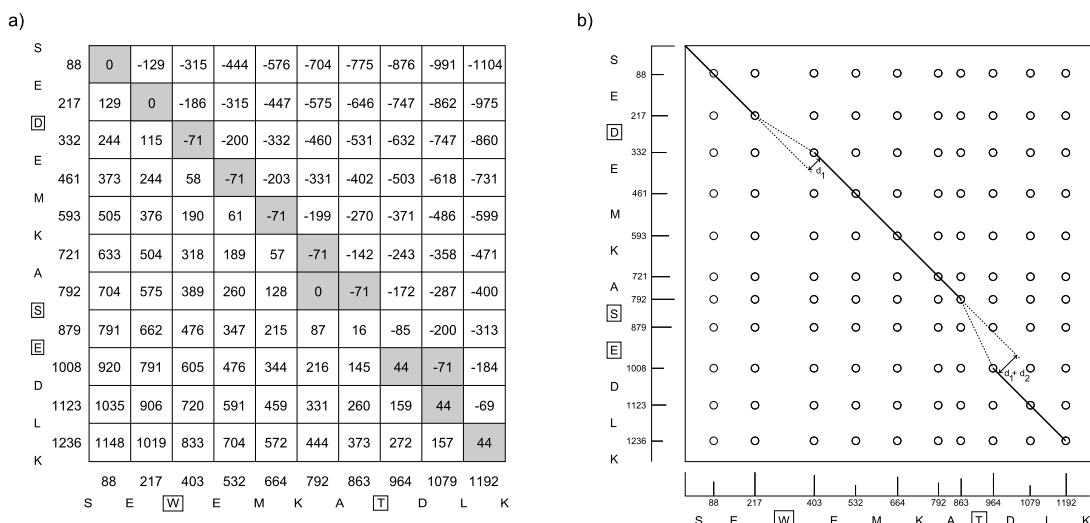 a)
S
88 0 -129 -315 -444 -576 -704 -775 -876 -991 -1104
E
217 129 0 -186 -315 -447 -575 -646 -747 -862 -975
D
332 244 115 -71 -200 -332 -460 -531 -632 -747 -860
E
461 373 244 58 -71 -203 -331 -402 -503 -618 -731
M
593 505 376 190 61 -71 -199 -270 -371 -486 -599
K
721 633 504 318 189 57 -71 -142 -243 -358 -471
A
792 704 575 389 260 128 0 -71 -172 -287 -400
S
879 791 662 476 347 215 87 16 -85 -200 -313
E
1008 920 791 605 476 344 216 145 44 -71 -184
D
1123 1035 906 720 591 459 331 260 159 44 -69
L
1236 1148 1019 833 704 572 444 373 272 157 44
K
88 217 403 532 664 792 863 964 1079 1192
S E W E M K A T D L K
b)
S
88
E
217
D
332
d1
E
461
M
593
K
721
A
792
S
879
E
1008
d1+ d2
D
1123
L
1236
K
88 217 403 532 664 792 863 964 1079 1192
S E W E M K A T D L K